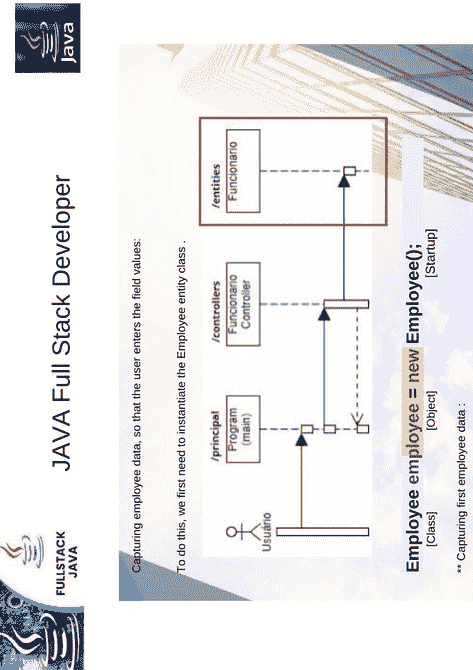 FULLSTACK
JAVA
JAVA Full Stack Developer
Java
Capturing employee data, so that the user enters the field values:
To do this, we first need to instantiate the Employee entity class .
Usuário
/principal
Program
(main)
/controllers
Funcionario
Controller
/entities
Funcionario
Employee employee = new Employee();
[Class] [Object] [Startup]
** Capturing first employee data :